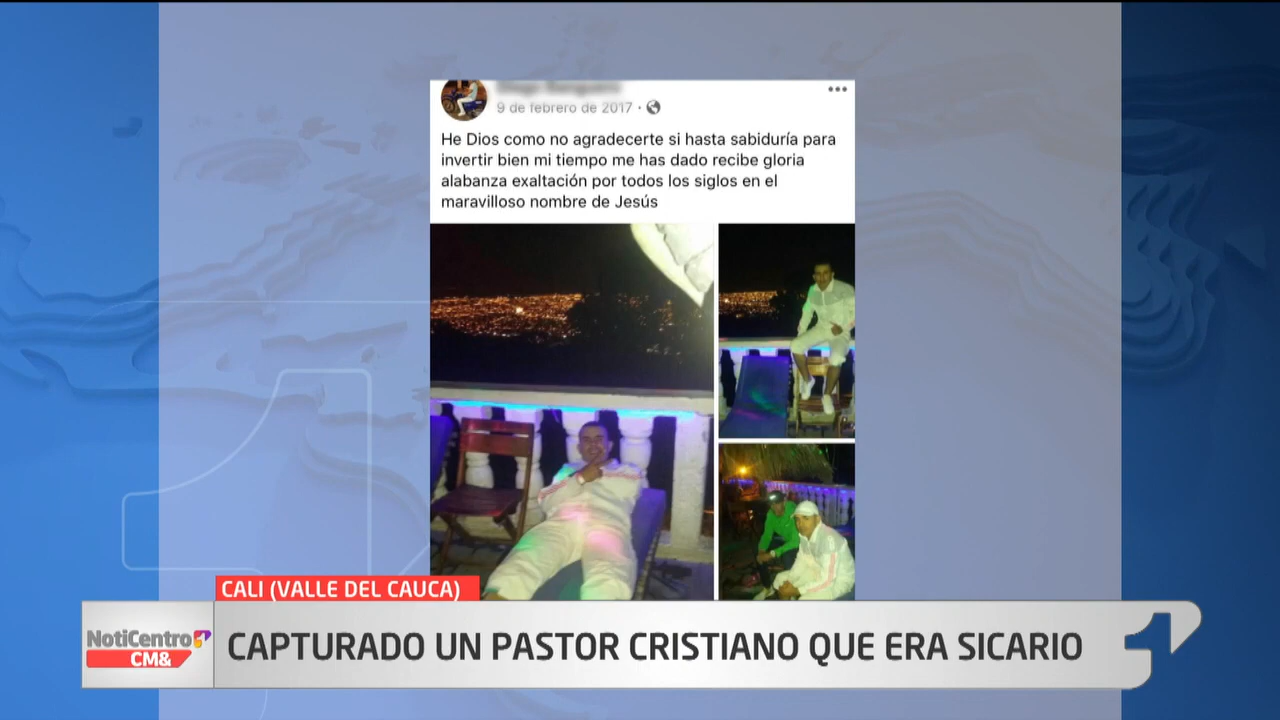 9 de febrero de 2017 ·
He Dios como no agradecerte si hasta sabiduría para
invertir bien mi tiempo me has dado recibe gloria
alabanza exaltación por todos los siglos en el
maravilloso nombre de Jesús
CALI (VALLE DEL CAUCA)
NotiCentro 1
CM&
CAPTURADO UN PASTOR CRISTIANO QUE ERA SICARIO
1